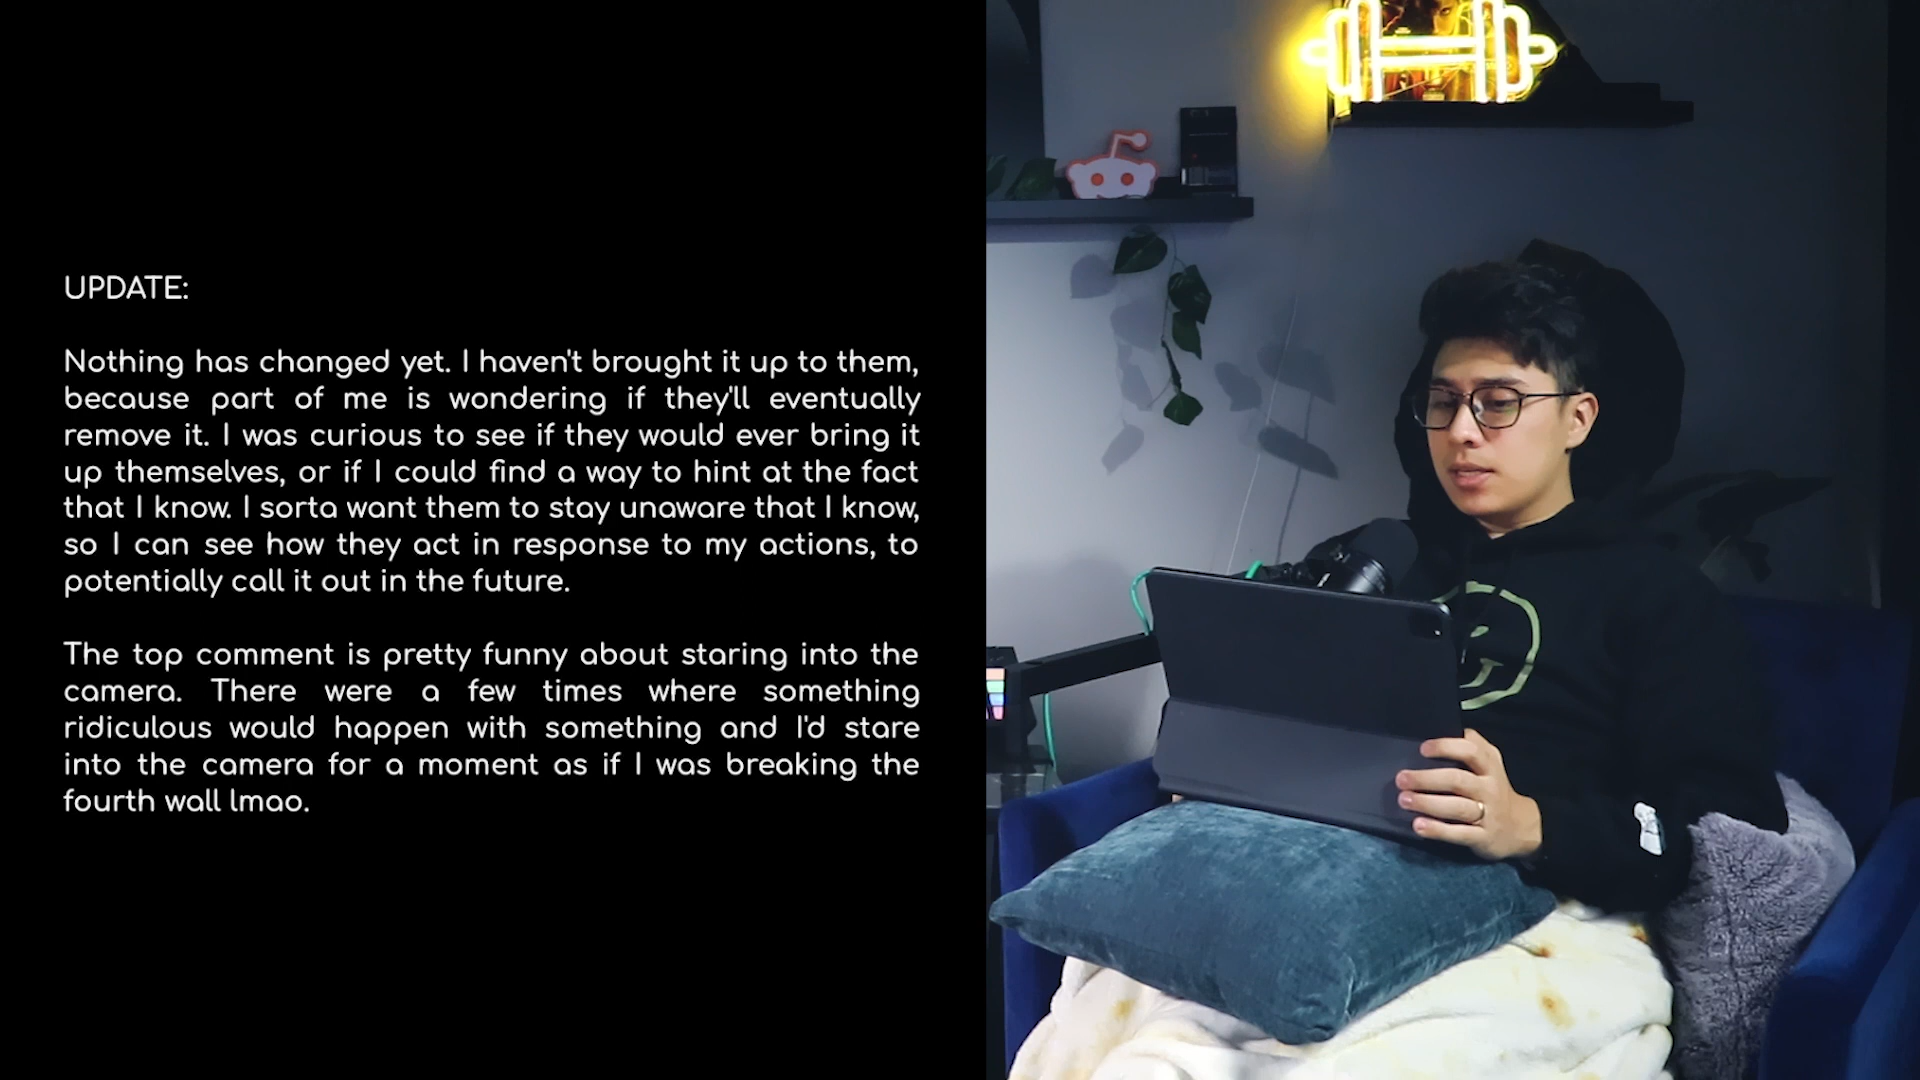 UPDATE:
Nothing has changed yet. I haven't brought it up to them,
because part of me is wondering if they'll eventually
remove it. I was curious to see if they would ever bring it
up themselves, or if I could find a way to hint at the fact
that I know. I sorta want them to stay unaware that I know,
so I can see how they act in response to my actions, to
potentially call it out in the future.
The top comment is pretty funny about staring into the
camera. There were a few times where something
ridiculous would happen with something and I'd stare
into the camera for a moment as if I was breaking the
fourth wall lmao.